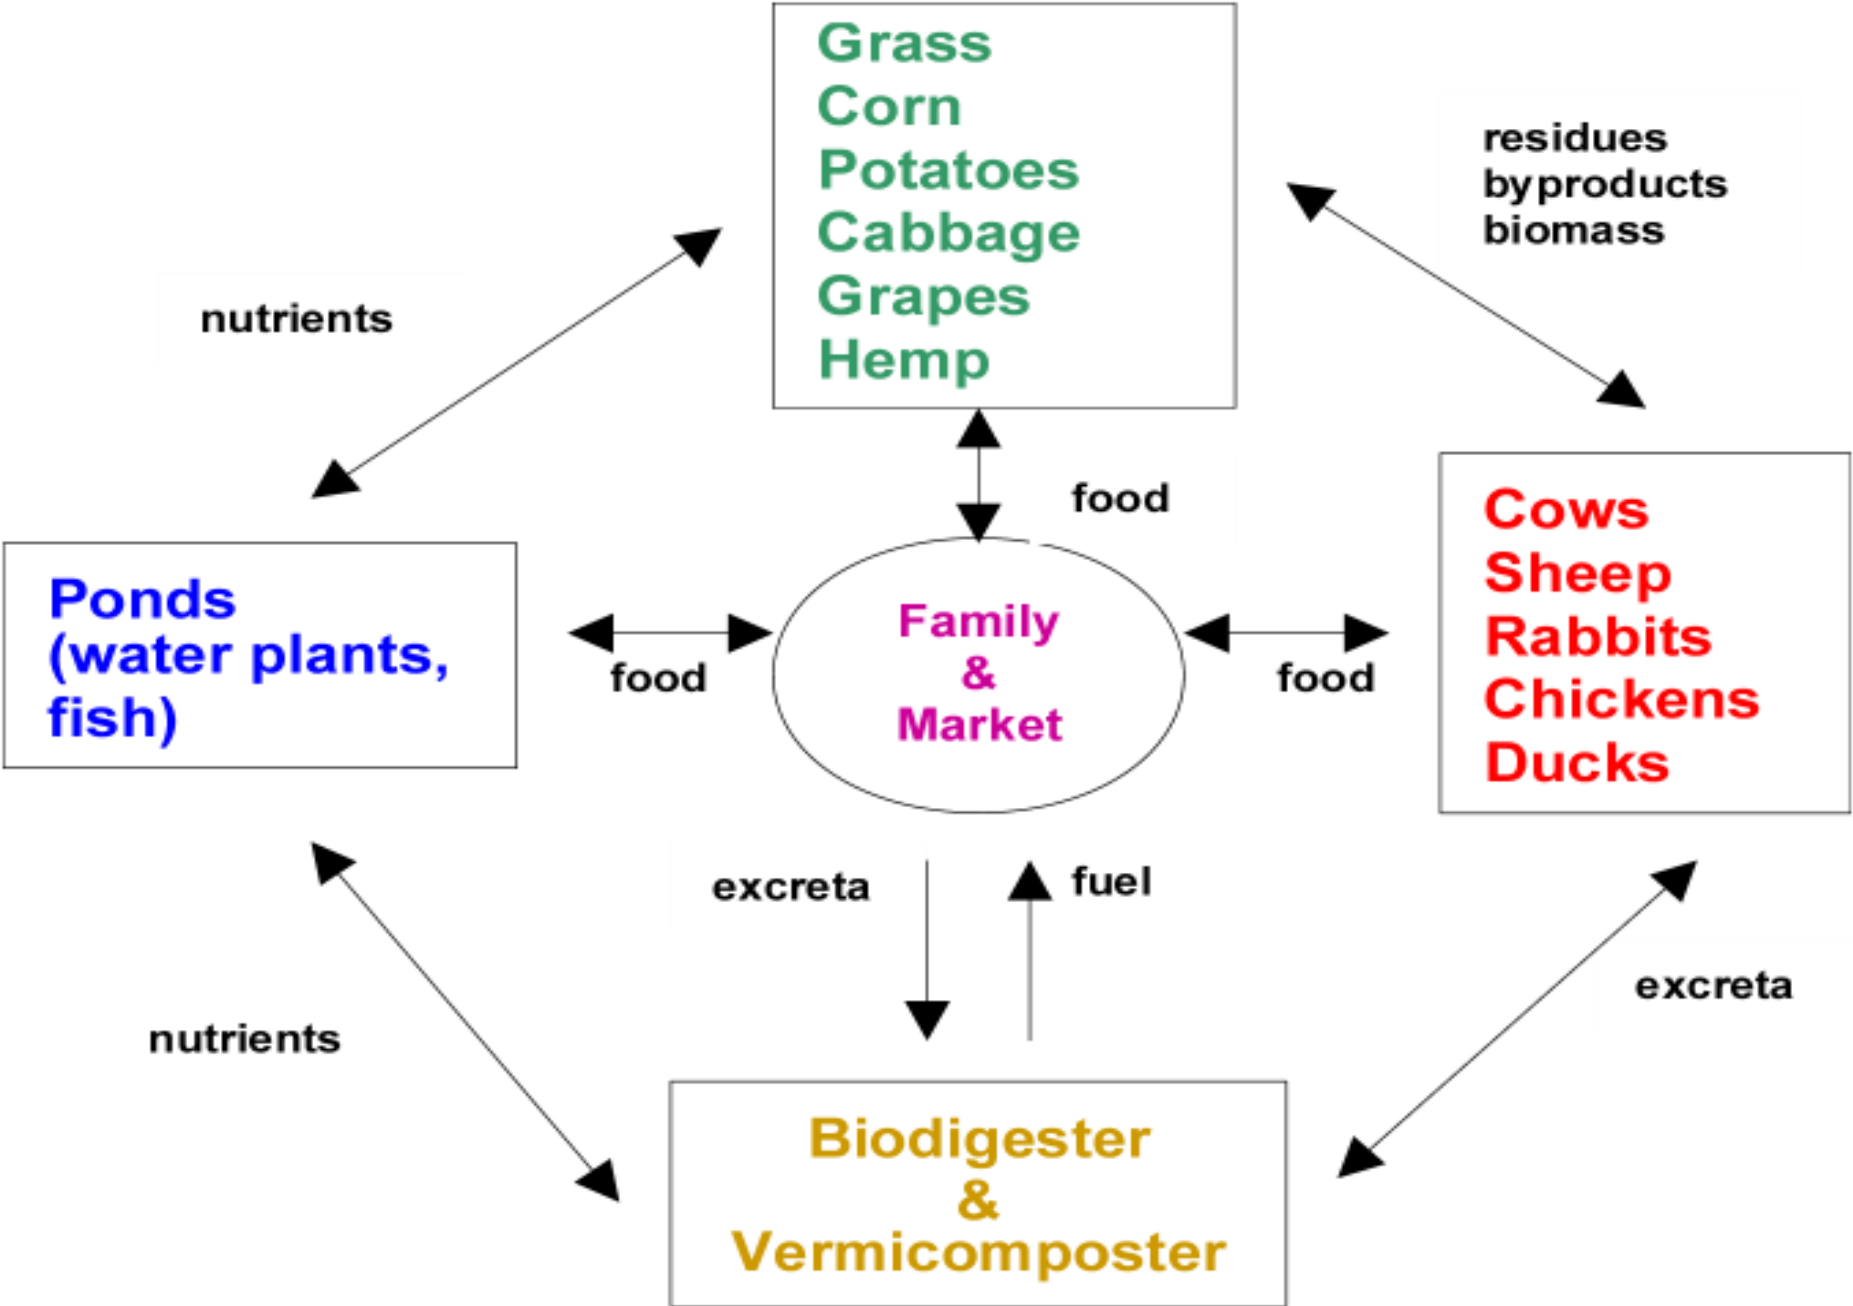 Grass
Corn
Potatoes
Cabbage
Grapes
Hemp
residues
byproducts
biomass
nutrients
food
Cows
Sheep
Rabbits
Chickens
Ducks
Ponds
(water plants,
fish)
food
Family
&
Market
food
excreta
fuel
nutrients
excreta
Biodigester
&
Vermicomposter